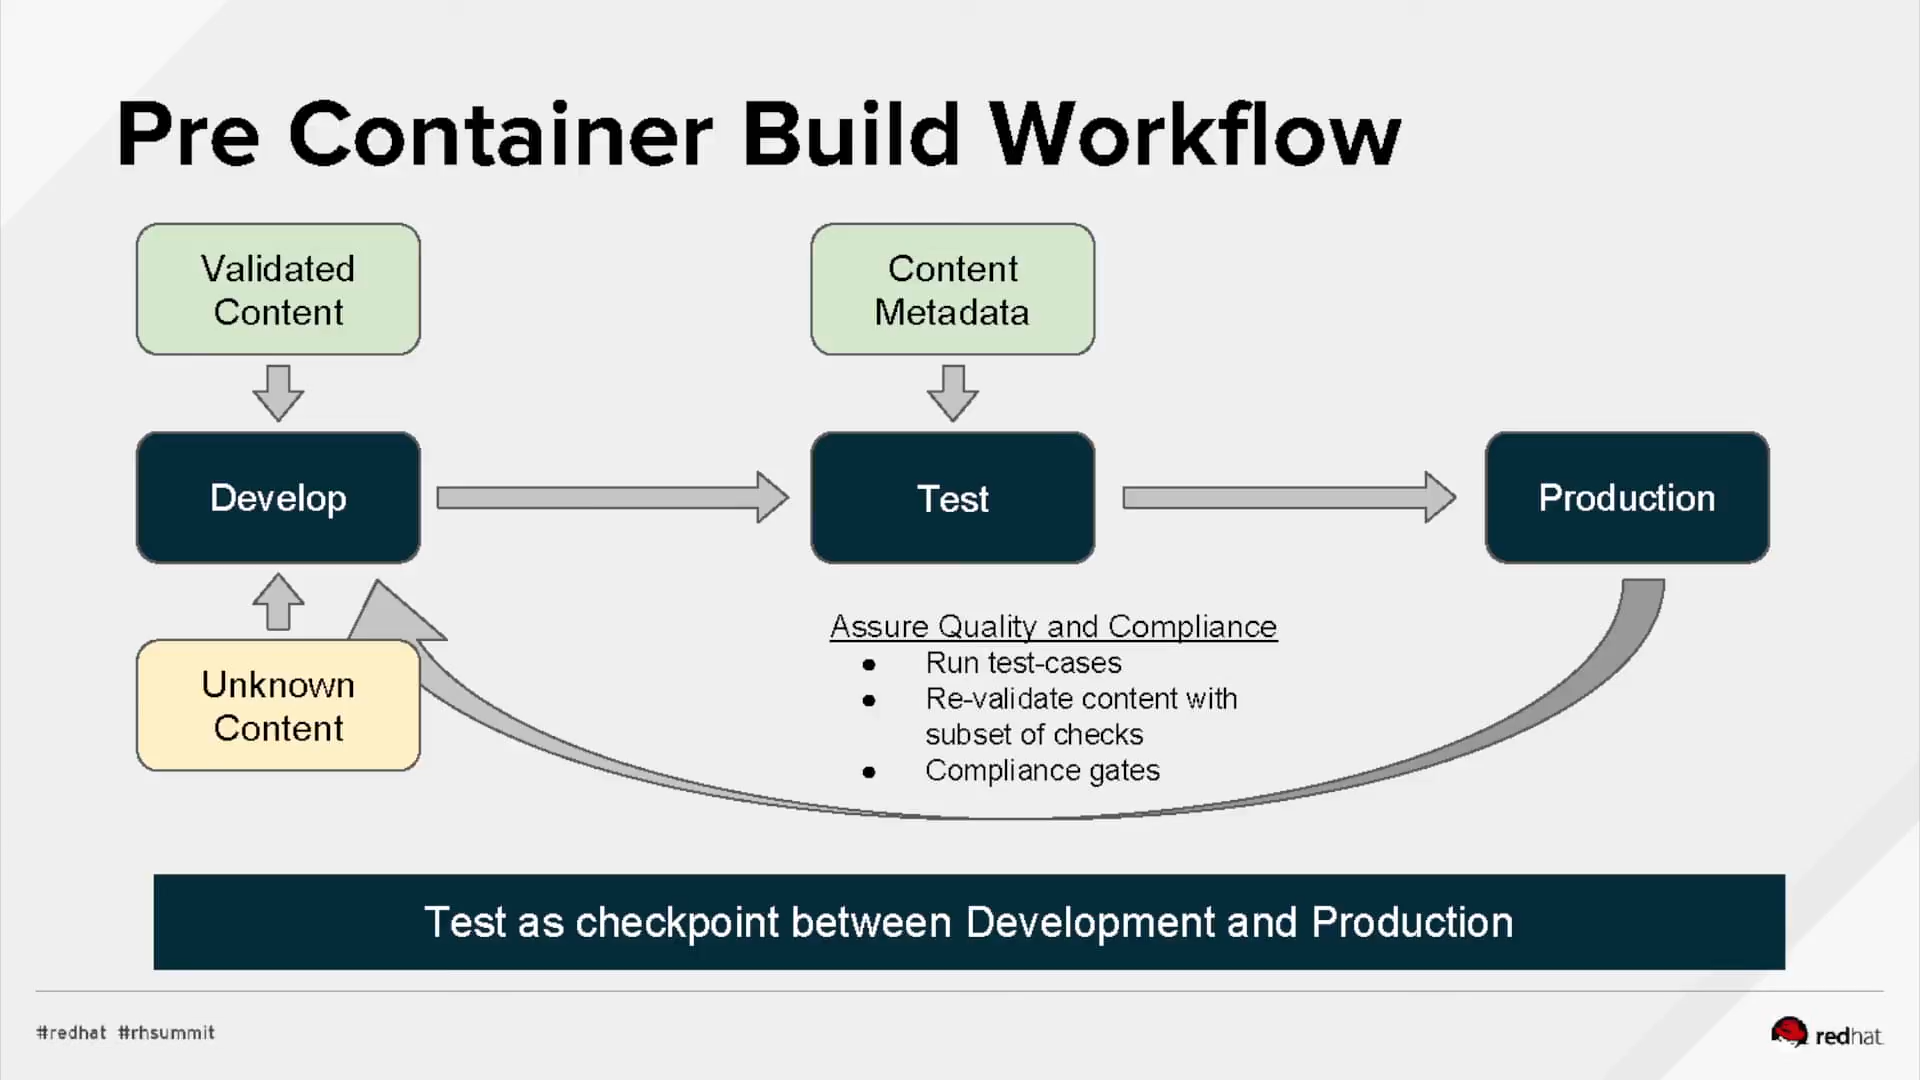 Pre Container Build Workflow
Validated
Content
Content
Metadata
Develop
Test
Production
Unknown
Content
Assure Quality and Compliance
● Run test-cases
● Re-validate content with
subset of checks
● Compliance gates
Test as checkpoint between Development and Production
#redhat #rhsummit
redhat